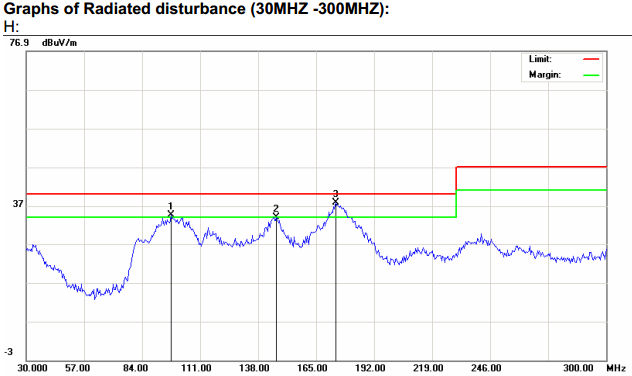 Graphs of Radiated disturbance (30MHZ -300MHZ):
H:
76.9 dBuV/m
Limit:
Margin:
37
1
2
3
-3
30.000 57.00 84.00 111.00 138.00 165.00 192.00 219.00 246.00 300.00 MHz